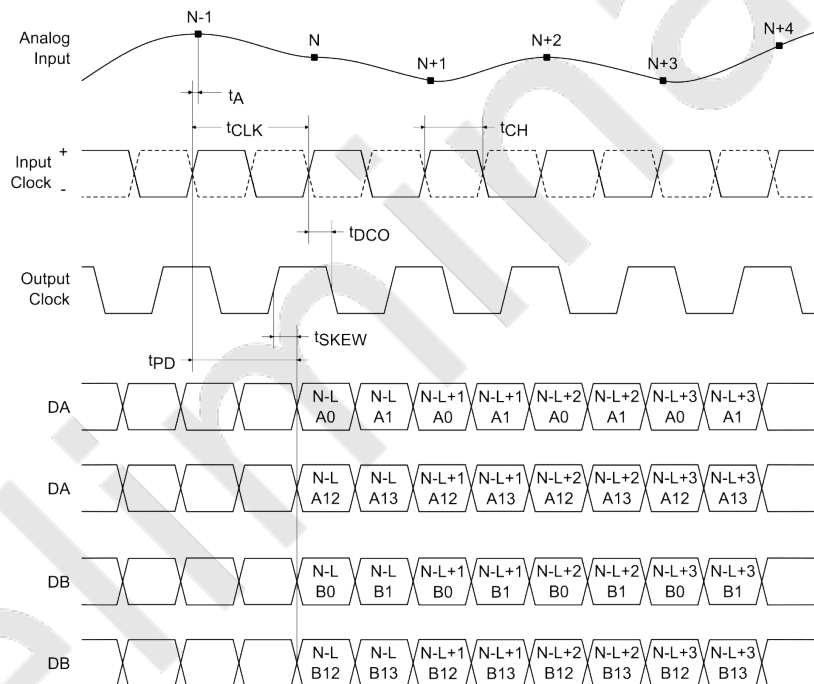 N-1
N
N+1
N+2
N+3
N+4
Analog
Input
tA
tCLK
tCH
Input
Clock
+
-
tDCO
Output
Clock
tSKEW
tPD
DA
N-L N-L N-L+1 N-L+1 N-L+2 N-L+2 N-L+3 N-L+3
A0 A1 A0 A1 A0 A1 A0 A1
DA
N-L N-L N-L+1 N-L+1 N-L+2 N-L+2 N-L+3 N-L+3
A12 A13 A12 A13 A12 A13 A12 A13
DB
N-L N-L N-L+1 N-L+1 N-L+2 N-L+2 N-L+3 N-L+3
B0 B1 B0 B1 B0 B1 B0 B1
DB
N-L N-L N-L+1 N-L+1 N-L+2 N-L+2 N-L+3 N-L+3
B12 B13 B12 B13 B12 B13 B12 B13
elimina